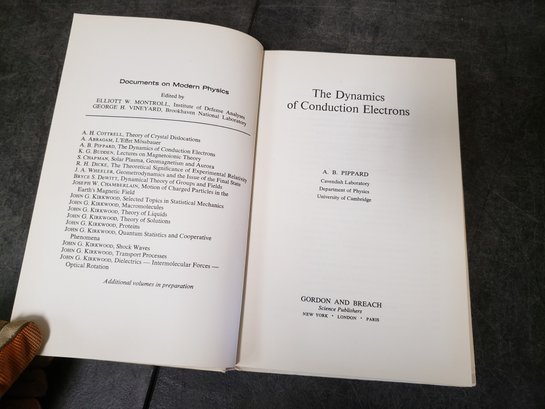 Documents on Modern Physics
Edited by
ELLIOTT W. MONTROLL, Institute of Defense Analyses
GEORGE H. VINEYARD, Brookhaven National Laboratory
A. H. COTTRELL, Theory of Crystal Dislocations
A. ABRAGAM, L'Effet Mössbauer
A. B. PIPPARD, The Dynamics of Conduction Electrons
K. G. BUDDEN, Lectures on Magnetoionic Theory
S. CHAPMAN, Solar Plasma, Geomagnetism and Aurora
R. H. DICKE, The Theoretical Significance of Experimental Relativity
J. A. WHEELER, Geometrodynamics and the Issue of the Final State
BRYCE S. DEWITT, Dynamical Theory of Groups and Fields
JOSEPH W. CHAMBERLAIN, Motion of Charged Particles in the
Earth's Magnetic Field
JOHN G. KIRKWOOD, Selected Topics in Statistical Mechanics
JOHN G. KIRKWOOD, Macromolecules
JOHN G. KIRKWOOD, Theory of Liquids
JOHN G. KIRKWOOD, Theory of Solutions
JOHN G. KIRKWOOD, Proteins
JOHN G. KIRKWOOD, Quantum Statistics and Cooperative
Phenomena
JOHN G. KIRKWOOD, Shock Waves
JOHN G. KIRKWOOD, Transport Processes
JOHN G. KIRKWOOD, Dielectrics — Intermolecular Forces —
Optical Rotation
Additional volumes in preparation
The Dynamics
of Conduction Electrons
A. B. PIPPARD
Cavendish Laboratory
Department of Physics
University of Cambridge
GORDON AND BREACH
Science Publishers
NEW YORK • LONDON • PARIS